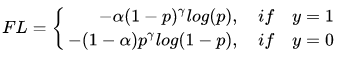 FL = { −α(1 − p)^γ log(p), if y = 1
−(1 − α)p^γ log(1 − p), if y = 0